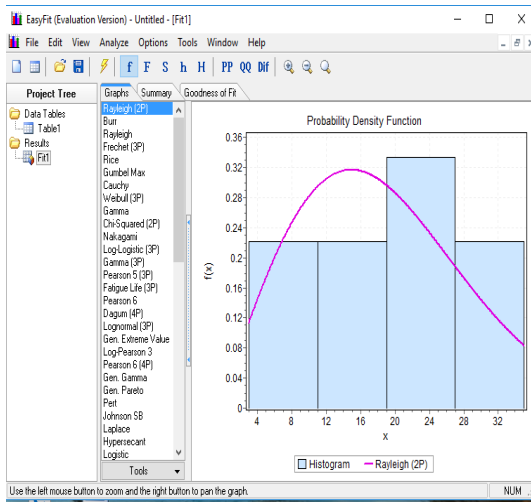 EasyFit (Evaluation Version) - Untitled - [Fit1]
File Edit View Analyze Options Tools Window Help
f F S h H PP QQ Dif
Project Tree
Data Tables
Table1
Results
Fit1
Graphs Summary Goodness of Fit
Rayleigh (2P)
Burr
Rayleigh
Frechet (3P)
Rice
Gumbel Max
Cauchy
Weibull (3P)
Gamma
Chi-Squared (2P)
Nakagami
Log-Logistic (3P)
Gamma (3P)
Pearson 5 (3P)
Fatigue Life (3P)
Pearson 6
Dagum (4P)
Lognormal (3P)
Gen. Extreme Value
Log-Pearson 3
Pearson 6 (4P)
Gen. Gamma
Gen. Pareto
Pert
Johnson SB
Laplace
Hypersecant
Logistic
Tools
Probability Density Function
f(x)
0.36
0.32
0.28
0.24
0.2
0.16
0.12
0.08
0.04
0
4 8 12 16 20 24 28 32
x
Histogram Rayleigh (2P)
Use the left mouse button to zoom and the right button to pan the graph.
NUM